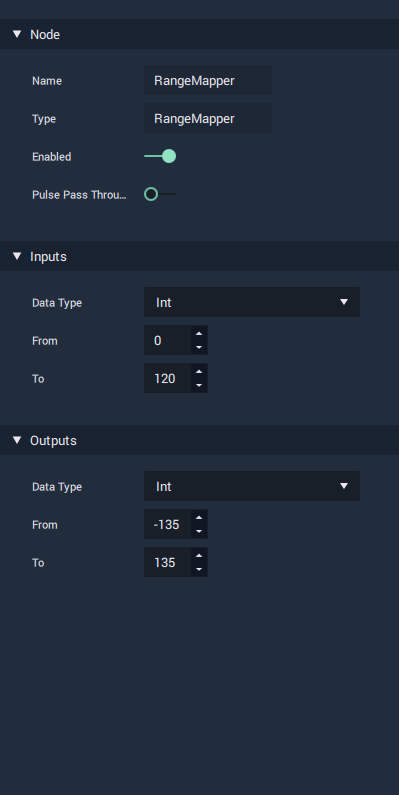 Node
Name RangeMapper
Type RangeMapper
Enabled
Pulse Pass Throu...
Inputs
Data Type Int
From 0
To 120
Outputs
Data Type Int
From -135
To 135